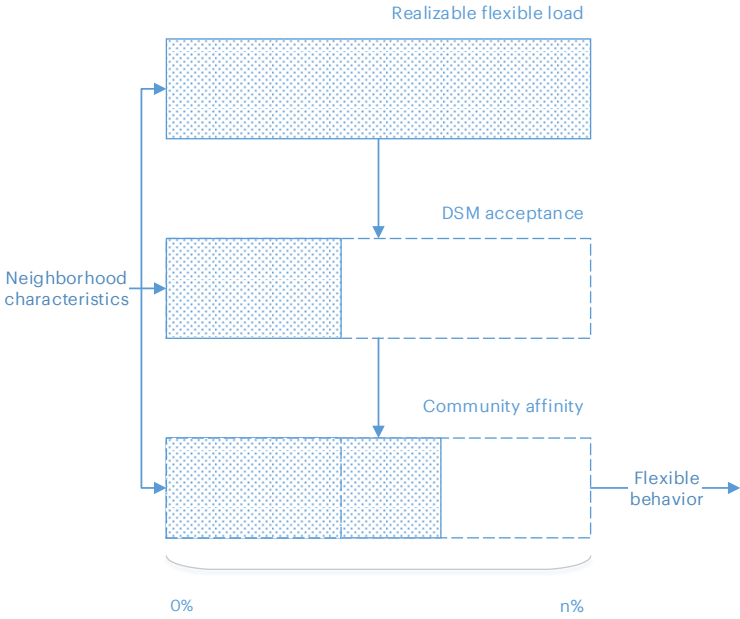 Realizable flexible load
DSM acceptance
Neighborhood
characteristics
Community affinity
Flexible
behavior
0%
n%